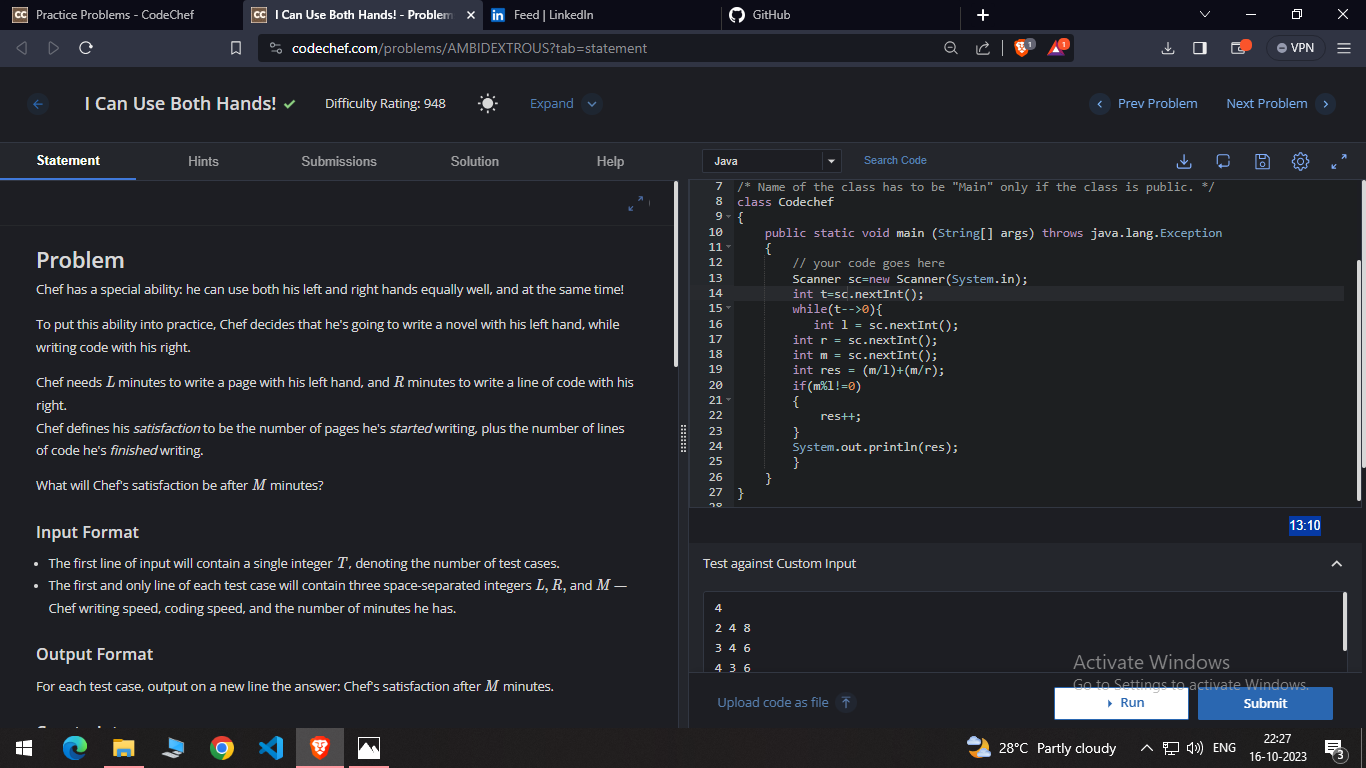 Practice Problems - CodeChef
I Can Use Both Hands! - Problem
Feed | LinkedIn
GitHub
codechef.com/problems/AMBIDEXTROUS?tab=statement
1
1
VPN
I Can Use Both Hands!
Difficulty Rating: 948
Expand
Prev Problem
Next Problem
Statement
Hints
Submissions
Solution
Help
Problem
Chef has a special ability: he can use both his left and right hands equally well, and at the same time!
To put this ability into practice, Chef decides that he's going to write a novel with his left hand, while
writing code with his right.
Chef needs L minutes to write a page with his left hand, and R minutes to write a line of code with his
right.
Chef defines his satisfaction to be the number of pages he's started writing, plus the number of lines
of code he's finished writing.
What will Chef's satisfaction be after M minutes?
Input Format
• The first line of input will contain a single integer T, denoting the number of test cases.
• The first and only line of each test case will contain three space-separated integers L, R, and M —
Chef writing speed, coding speed, and the number of minutes he has.
Output Format
For each test case, output on a new line the answer: Chef's satisfaction after M minutes.
Java
Search Code
7 /* Name of the class has to be "Main" only if the class is public. */
8 class Codechef
9 {
10 public static void main (String[] args) throws java.lang.Exception
11 {
12 // your code goes here
13 Scanner sc=new Scanner(System.in);
14 int t=sc.nextInt();
15 while(t-->0){
16 int l = sc.nextInt();
17 int r = sc.nextInt();
18 int m = sc.nextInt();
19 int res = (m/l)+(m/r);
20 if(m%l!=0)
21 {
22 res++;
23 }
24 System.out.println(res);
25 }
26 }
27 }
13:10
Test against Custom Input
4
2 4 8
3 4 6
4 3 6
Activate Windows
Go to Settings to activate Windows.
Upload code as file
Run
Submit
28°C Partly cloudy
ENG
22:27
16-10-2023
3